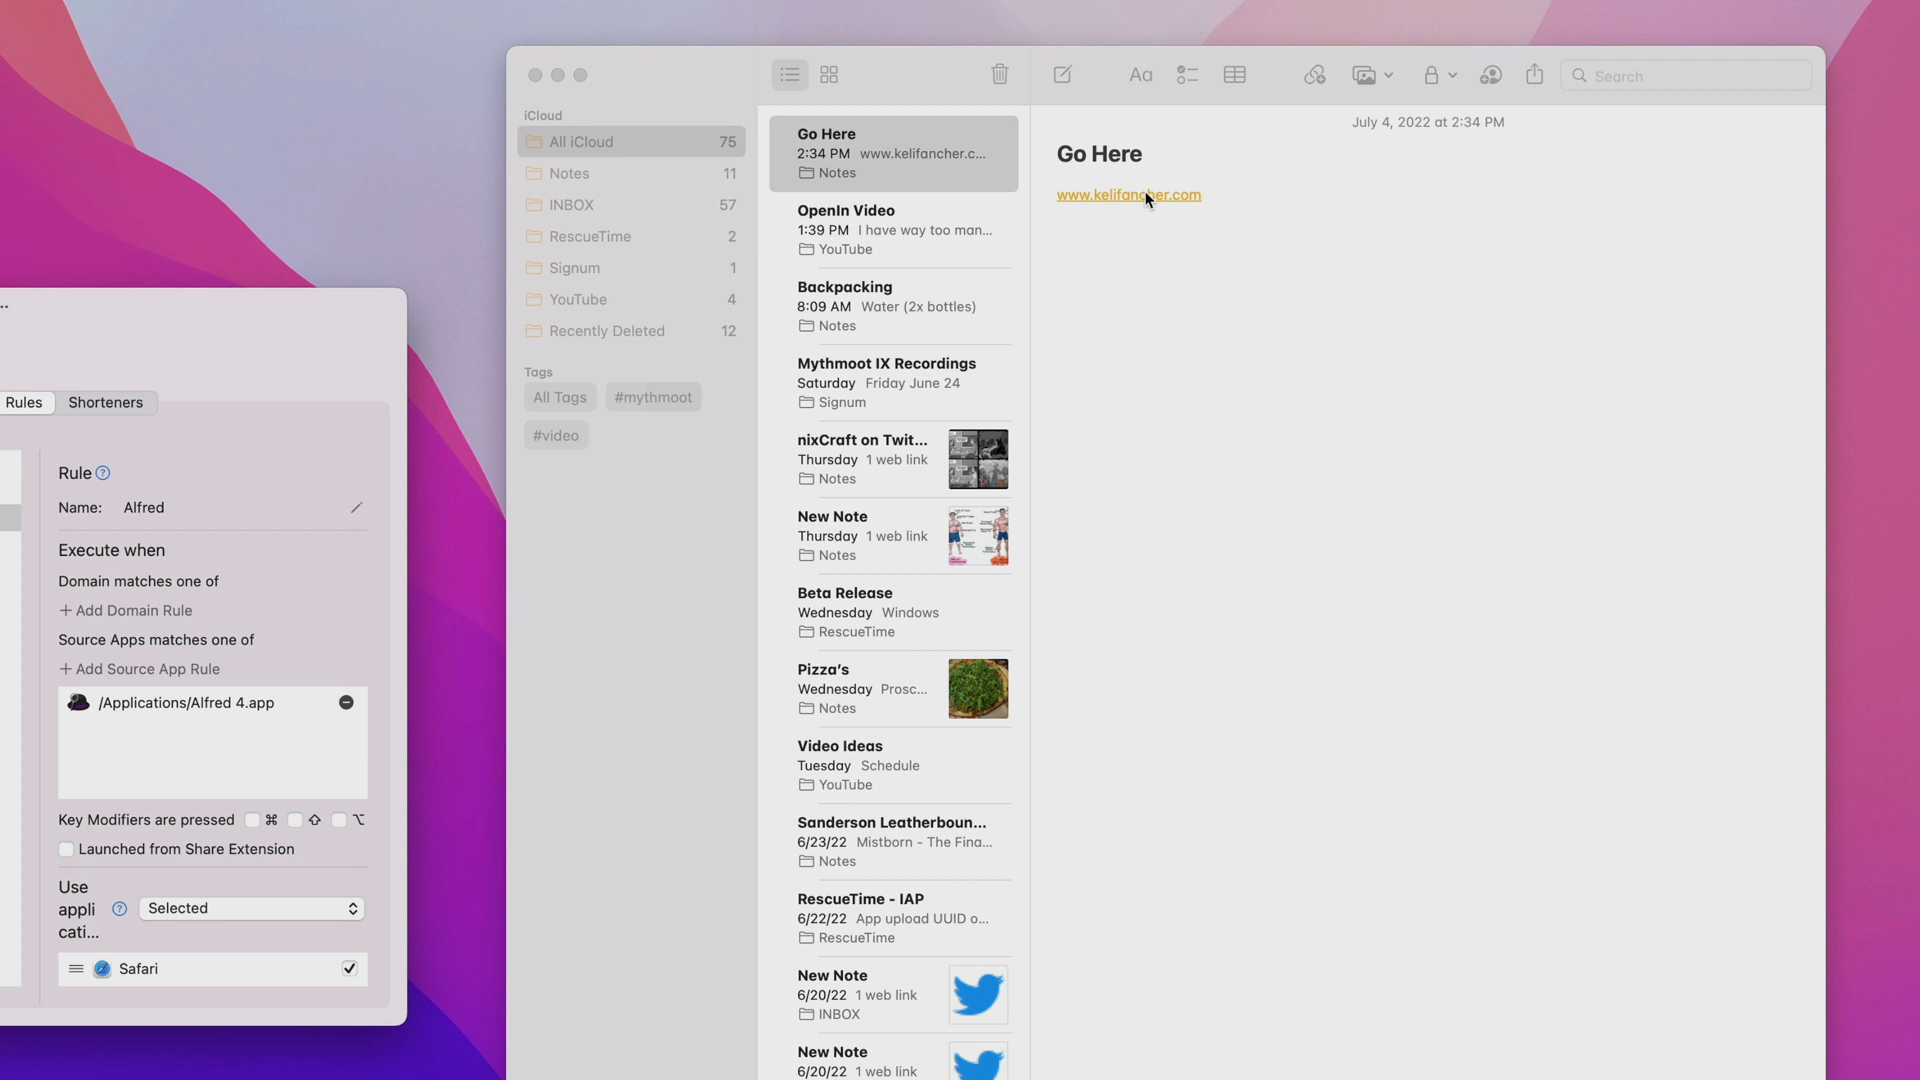 ..
Rules
Shorteners
Rule ?
Name: Alfred
Execute when
Domain matches one of
+ Add Domain Rule
Source Apps matches one of
+ Add Source App Rule
/Applications/Alfred 4.app
Key Modifiers are pressed ⌘ ⇧ ⌥
Launched from Share Extension
Use
appli
cati...
?
Selected
Safari
iCloud
All iCloud 75
Notes 11
INBOX 57
RescueTime 2
Signum 1
YouTube 4
Recently Deleted 12
Tags
All Tags #mythmoot
#video
Go Here
2:34 PM www.kelifancher.c...
Notes
OpenIn Video
1:39 PM I have way too man...
YouTube
Backpacking
8:09 AM Water (2x bottles)
Notes
Mythmoot IX Recordings
Saturday Friday June 24
Signum
nixCraft on Twit...
Thursday 1 web link
Notes
New Note
Thursday 1 web link
Notes
Beta Release
Wednesday Windows
RescueTime
Pizza's
Wednesday Prosc...
Notes
Video Ideas
Tuesday Schedule
YouTube
Sanderson Leatherboun...
6/23/22 Mistborn - The Fina...
Notes
RescueTime - IAP
6/22/22 App upload UUID o...
RescueTime
New Note
6/20/22 1 web link
INBOX
New Note
6/20/22 1 web link
Aa
Search
July 4, 2022 at 2:34 PM
Go Here
www.kelifancher.com